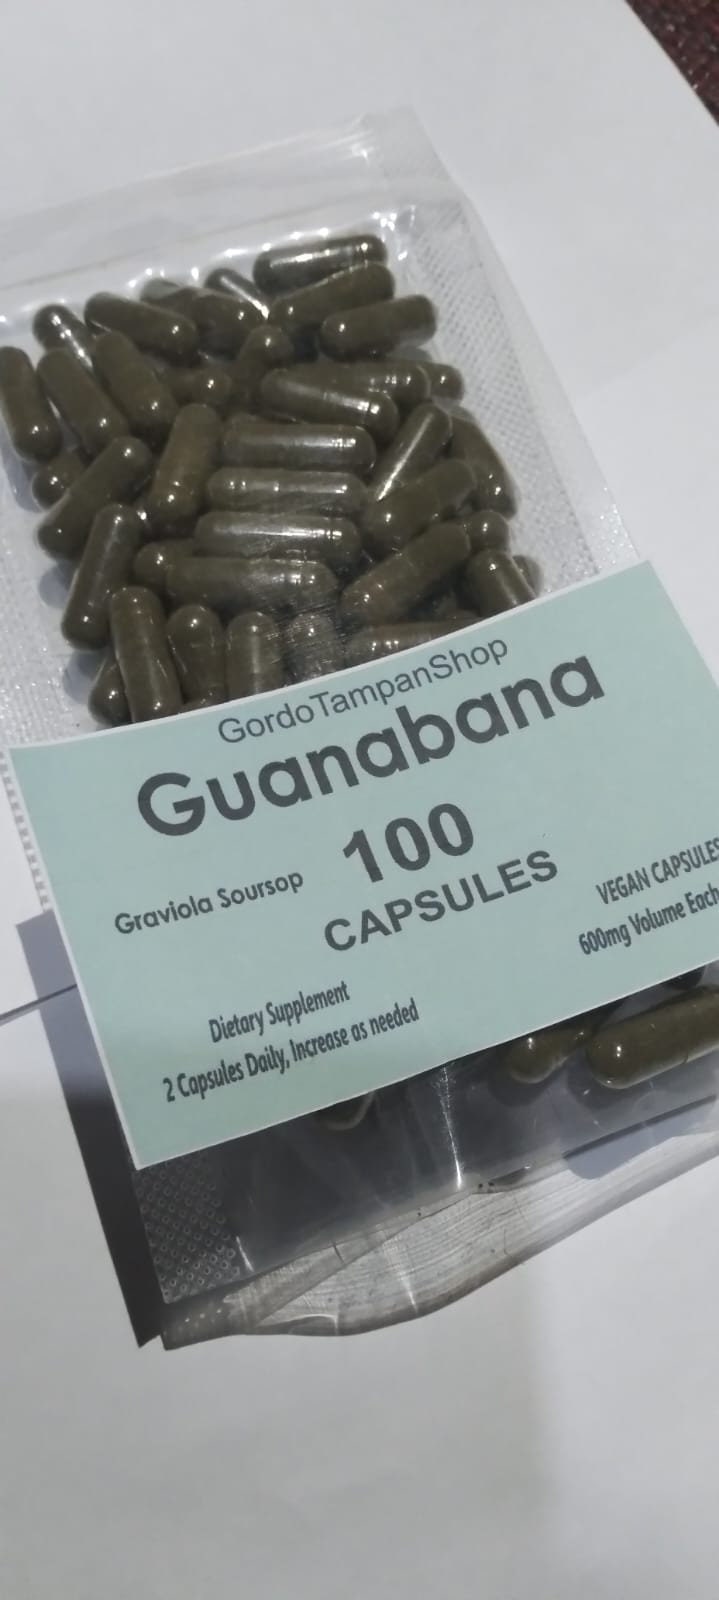 GordoTampanShop
Guanabana
100
CAPSULES
Graviola Soursop
VEGAN CAPSULES
600mg Volume Each
Dietary Supplement
2 Capsules Daily, Increase as needed